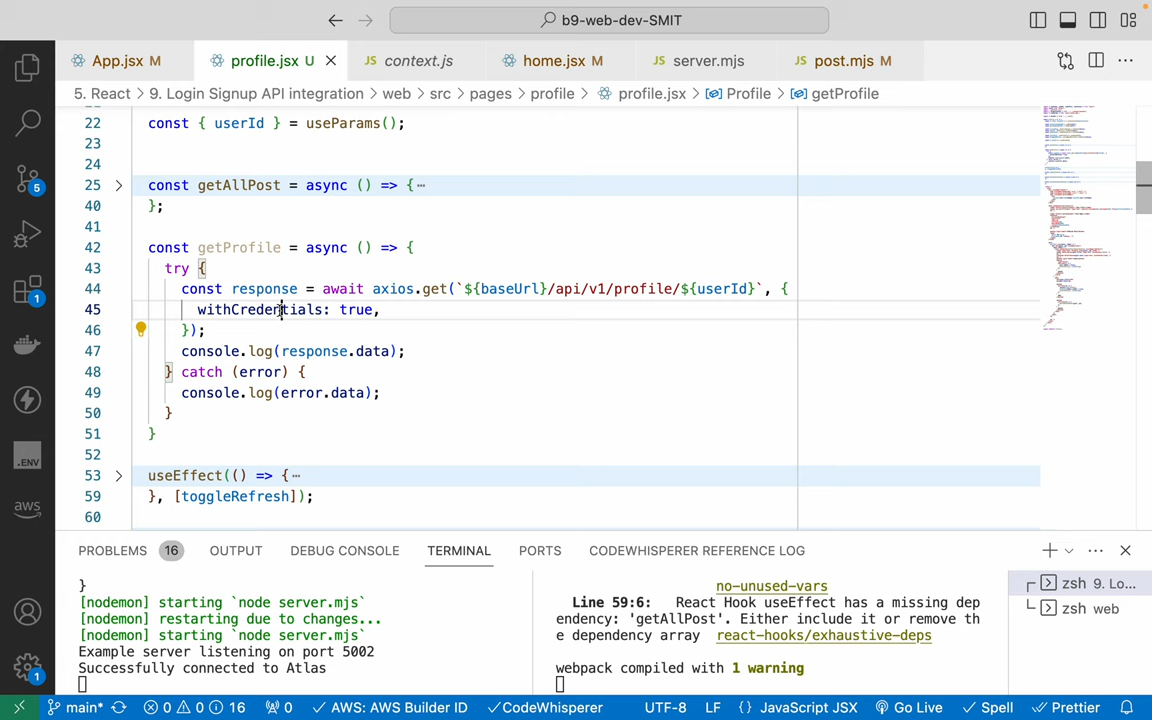 b9-web-dev-SMIT
App.jsx M
profile.jsx U
JS context.js
home.jsx M
JS server.mjs
JS post.mjs M
5. React > 9. Login Signup API integration > web > src > pages > profile > profile.jsx > Profile > getProfile
22 const { userId } = useParams();
23
24
25 const getAllPost = async () => {⋯
40 };
41
42 const getProfile = async () => {
43 try {
44 const response = await axios.get(`${baseUrl}/api/v1/profile/${userId}`, {
45 withCredentials: true,
46 });
47 console.log(response.data);
48 } catch (error) {
49 console.log(error.data);
50 }
51 }
52
53 useEffect(() => {⋯
59 }, [toggleRefresh]);
60
5
1
.ENV
aws
1
PROBLEMS 16 OUTPUT DEBUG CONSOLE TERMINAL PORTS CODEWHISPERER REFERENCE LOG
}
[nodemon] starting `node server.mjs`
[nodemon] restarting due to changes...
[nodemon] starting `node server.mjs`
Example server listening on port 5002
Successfully connected to Atlas
no-unused-vars
Line 59:6: React Hook useEffect has a missing dep
endency: 'getAllPost'. Either include it or remove th
e dependency array react-hooks/exhaustive-deps
webpack compiled with 1 warning
zsh 9. Lo...
zsh web
main* 0 0 16 0 AWS: AWS Builder ID CodeWhisperer UTF-8 LF {} JavaScript JSX Go Live Spell Prettier